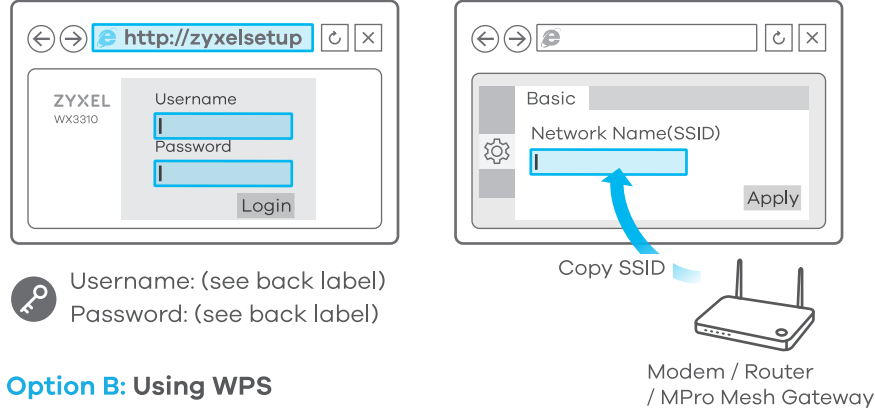 http://zyxelsetup
ZYXEL
WX3310
Username
Password
Login
Username: (see back label)
Password: (see back label)
Basic
Network Name(SSID)
Apply
Copy SSID
Modem / Router
/ MPro Mesh Gateway
Option B: Using WPS